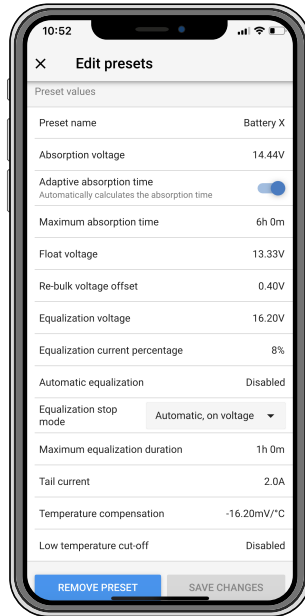 10:52
Edit presets
Preset values
Preset name Battery X
Absorption voltage 14.44V
Adaptive absorption time
Automatically calculates the absorption time
Maximum absorption time 6h 0m
Float voltage 13.33V
Re-bulk voltage offset 0.40V
Equalization voltage 16.20V
Equalization current percentage 8%
Automatic equalization Disabled
Equalization stop
mode Automatic, on voltage
Maximum equalization duration 1h 0m
Tail current 2.0A
Temperature compensation -16.20mV/°C
Low temperature cut-off Disabled
REMOVE PRESET SAVE CHANGES